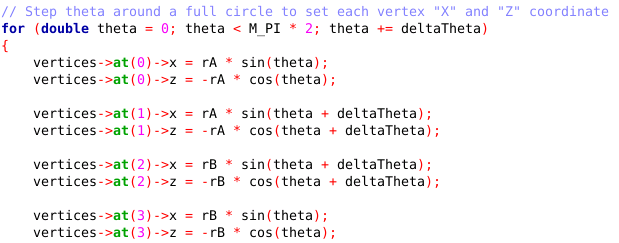 // Step theta around a full circle to set each vertex "X" and "Z" coordinate
for (double theta = 0; theta < M_PI * 2; theta += deltaTheta)
{
    vertices->at(0)->x = rA * sin(theta);
    vertices->at(0)->z = -rA * cos(theta);

    vertices->at(1)->x = rA * sin(theta + deltaTheta);
    vertices->at(1)->z = -rA * cos(theta + deltaTheta);

    vertices->at(2)->x = rB * sin(theta + deltaTheta);
    vertices->at(2)->z = -rB * cos(theta + deltaTheta);

    vertices->at(3)->x = rB * sin(theta);
    vertices->at(3)->z = -rB * cos(theta);